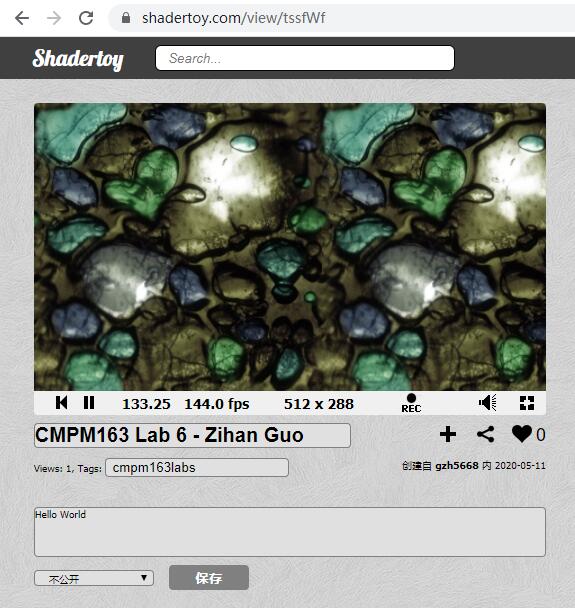 shadertoy.com/view/tssfWf
Shadertoy
Search...
133.25 144.0 fps 512 x 288
REC
CMPM163 Lab 6 - Zihan Guo
0
Views: 1, Tags: cmpm163labs
创建自 gzh5668 内 2020-05-11
Hello World
不公开
保存